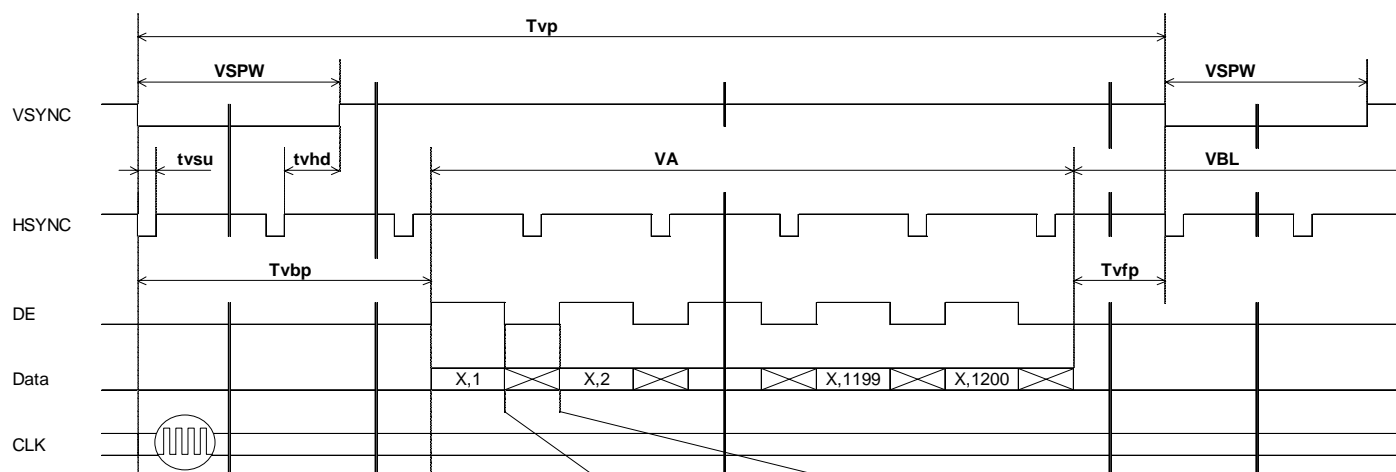 Tvp
VSPW VSPW
VSYNC
tvsu tvhd VA VBL
HSYNC
Tvbp Tvfp
DE
Data X,1 X,2 X,1199 X,1200
CLK